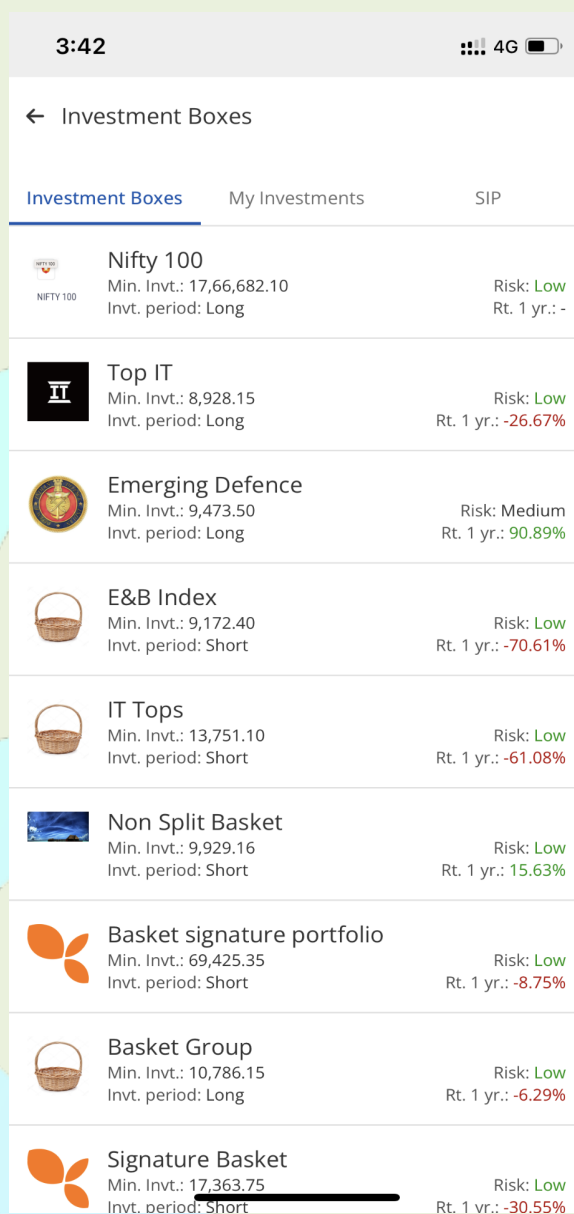 3:42
4G
Investment Boxes
Investment Boxes
My Investments
SIP
NIFTY 100
NIFTY 100
Nifty 100
Min. Invt.: 17,66,682.10
Risk: Low
Invt. period: Long
Rt. 1 yr.: -
IT
Top IT
Min. Invt.: 8,928.15
Risk: Low
Invt. period: Long
Rt. 1 yr.: -26.67%
Emerging Defence
Min. Invt.: 9,473.50
Risk: Medium
Invt. period: Long
Rt. 1 yr.: 90.89%
E&B Index
Min. Invt.: 9,172.40
Risk: Low
Invt. period: Short
Rt. 1 yr.: -70.61%
IT Tops
Min. Invt.: 13,751.10
Risk: Low
Invt. period: Short
Rt. 1 yr.: -61.08%
Non Split Basket
Min. Invt.: 9,929.16
Risk: Low
Invt. period: Short
Rt. 1 yr.: 15.63%
Basket signature portfolio
Min. Invt.: 69,425.35
Risk: Low
Invt. period: Short
Rt. 1 yr.: -8.75%
Basket Group
Min. Invt.: 10,786.15
Risk: Low
Invt. period: Long
Rt. 1 yr.: -6.29%
Signature Basket
Min. Invt.: 17,363.75
Risk: Low
Invt. period: Short
Rt. 1 yr.: -30.55%